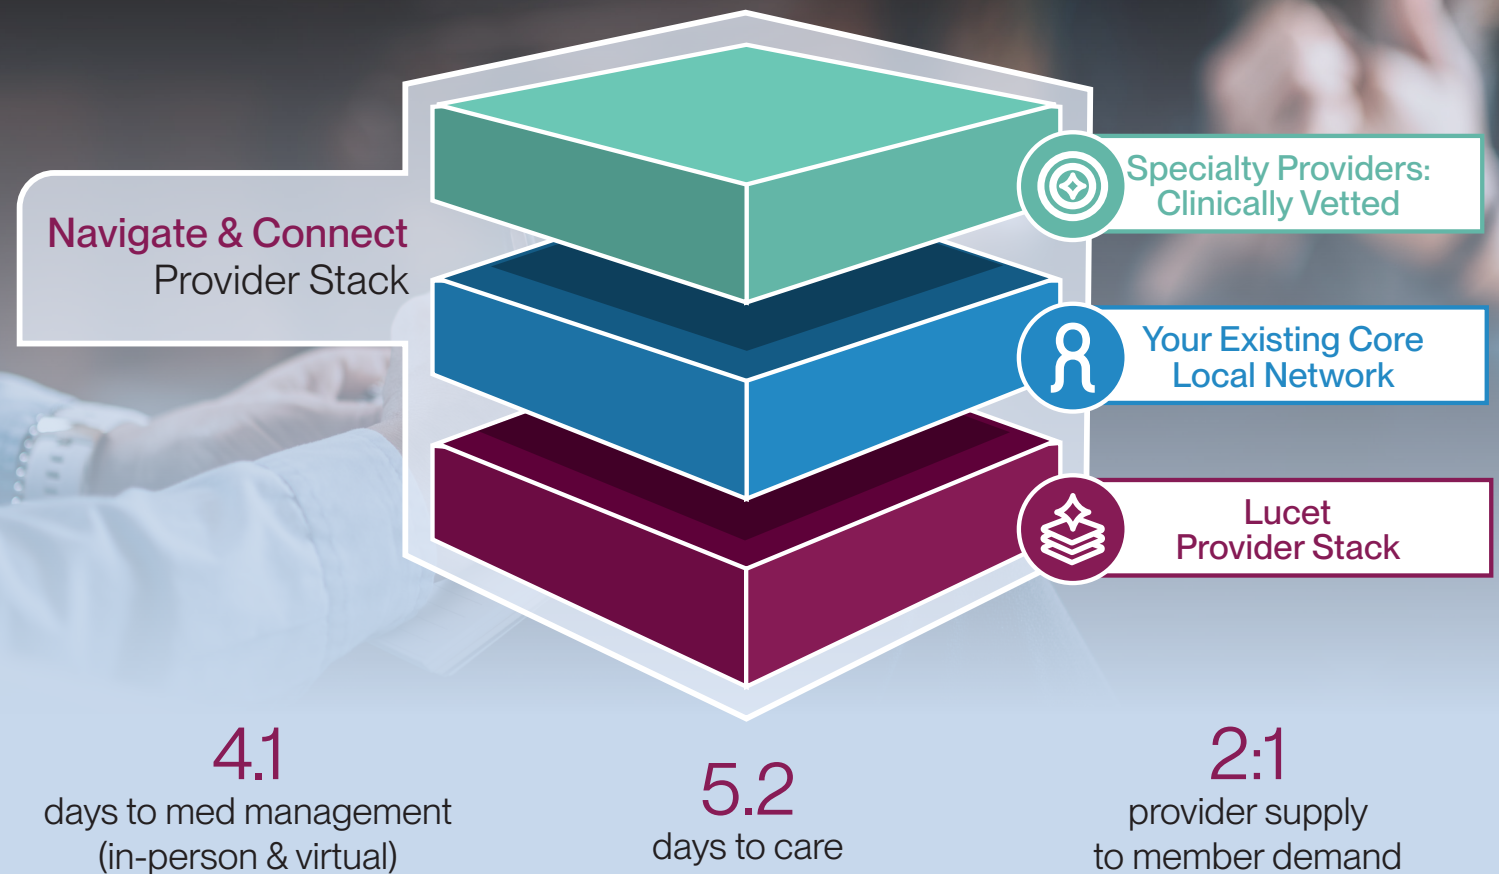 Navigate & Connect
Provider Stack
Specialty Providers:
Clinically Vetted
Your Existing Core
Local Network
Lucet
Provider Stack
4.1
days to med management
(in-person & virtual)
5.2
days to care
2:1
provider supply
to member demand